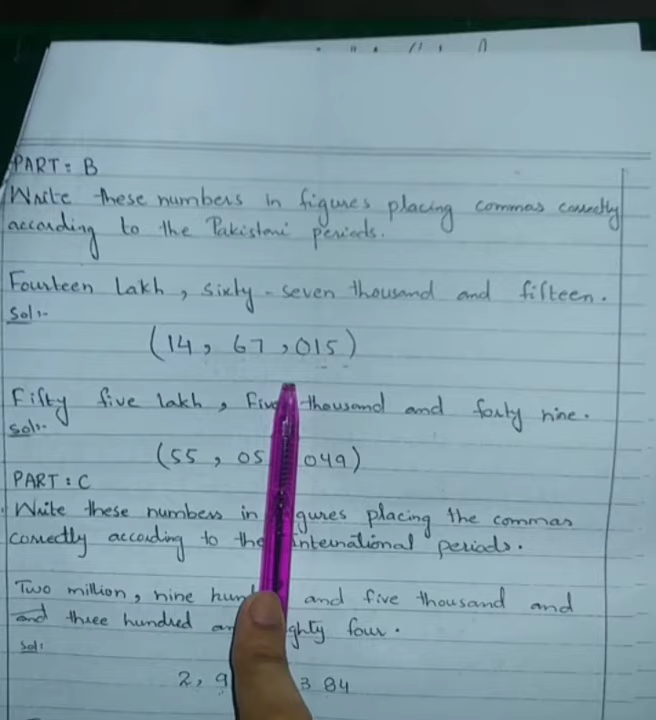 PART: B
Write these numbers in figures placing commas correctly
according to the Pakistani periods.
Fourteen Lakh, sixty-seven thousand and fifteen.
Sol:-
(14, 67, 015)
Fifty five lakh, Five thousand and forty nine.
Sol:-
(55, 05 049)
PART: C
Write these numbers in gures placing the commas
correctly according to the international periods.
Two million, nine hun and five thousand and
and three hundred ghty four.
Sol:
2, 9 384